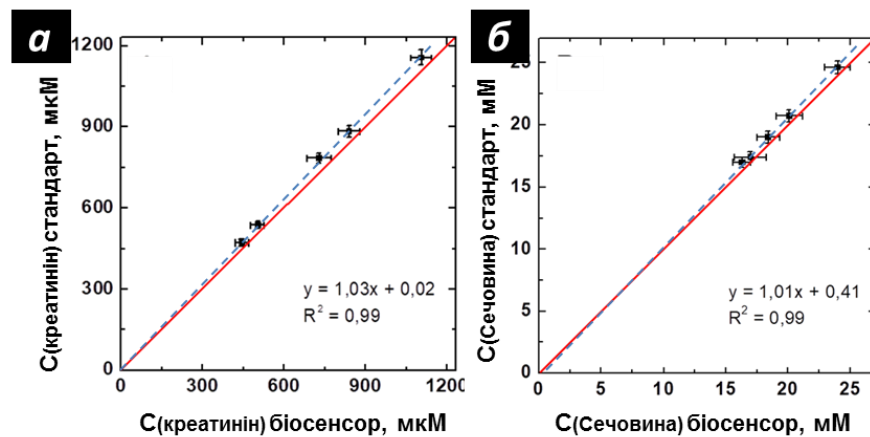 а
C(креатинін) стандарт, мкМ
1200
900
600
300
0
y = 1,03x + 0,02
R² = 0,99
0
300
600
900
1200
C(креатинін) біосенсор, мкМ
б
C(Сечовина) стандарт, мМ
25
20
15
10
5
0
y = 1,01x + 0,41
R² = 0,99
0
5
10
15
20
25
C(Сечовина) біосенсор, мМ